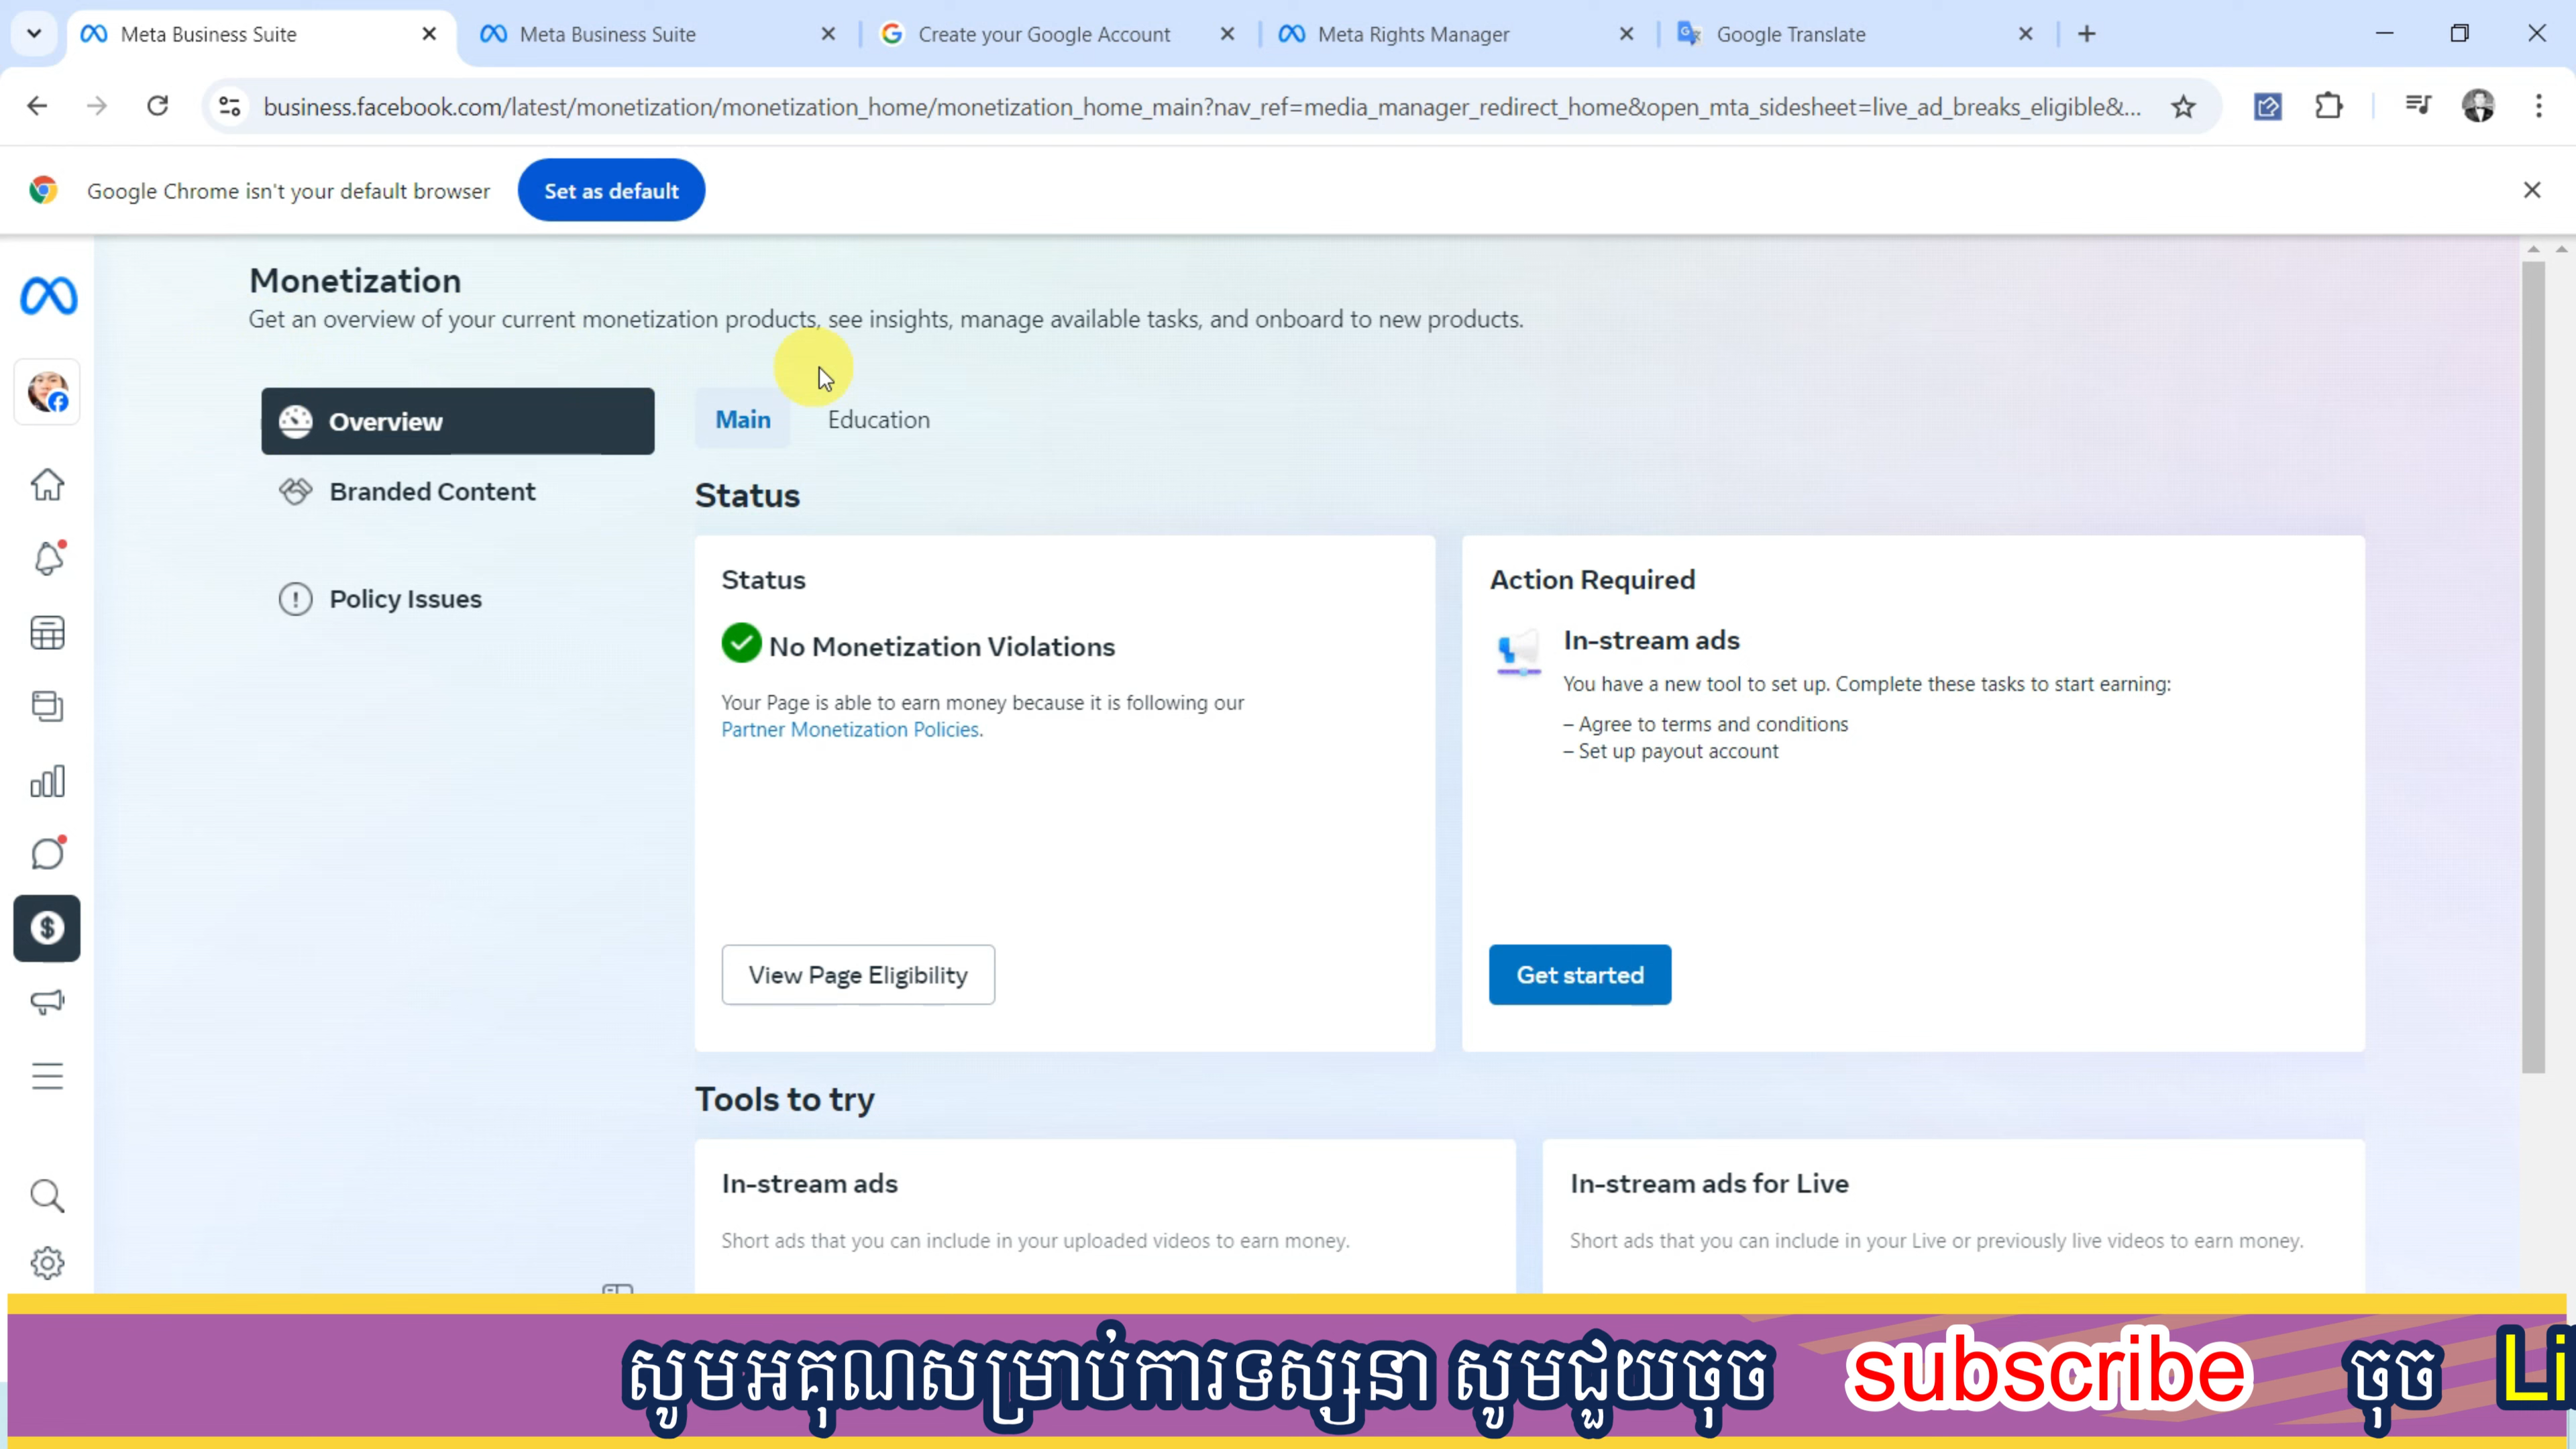 Meta Business Suite
Meta Business Suite
Create your Google Account
Meta Rights Manager
Google Translate
business.facebook.com/latest/monetization/monetization_home/monetization_home_main?nav_ref=media_manager_redirect_home&open_mta_sidesheet=live_ad_breaks_eligible&...
Google Chrome isn't your default browser
Set as default
Monetization
Get an overview of your current monetization products, see insights, manage available tasks, and onboard to new products.
Overview
Branded Content
Policy Issues
Main
Education
Status
Status
No Monetization Violations
Your Page is able to earn money because it is following our
Partner Monetization Policies.
View Page Eligibility
Action Required
In-stream ads
You have a new tool to set up. Complete these tasks to start earning:
– Agree to terms and conditions
– Set up payout account
Get started
Tools to try
In-stream ads
Short ads that you can include in your uploaded videos to earn money.
In-stream ads for Live
Short ads that you can include in your Live or previously live videos to earn money.
សូមអគុណសម្រាប់ការទស្សនា សូមជួយចុច subscribe ចុច Li